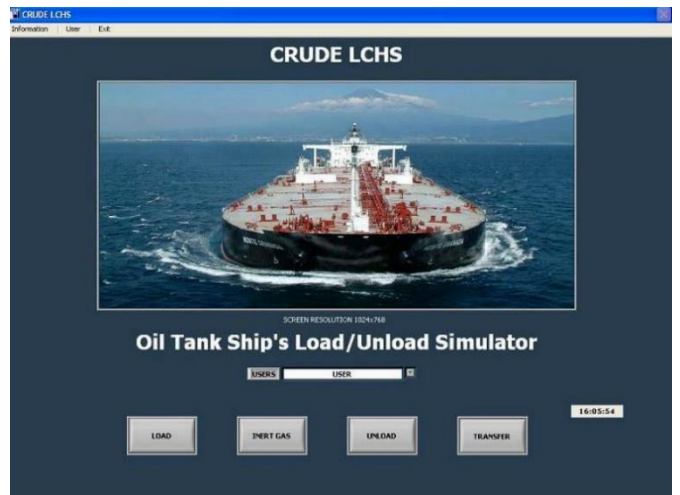 CRUDE LCHS
Information User Exit
CRUDE LCHS
SCREEN RESOLUTION 1024x768
Oil Tank Ship's Load/Unload Simulator
USERS USER
16:05:54
LOAD INERT GAS UNLOAD TRANSFER